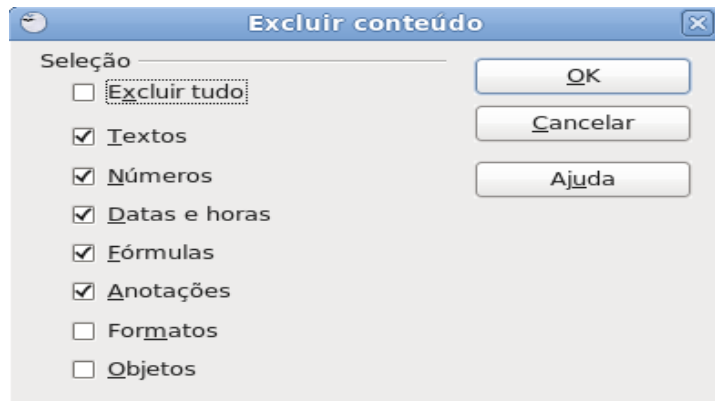 Excluir conteúdo
Seleção
Excluir tudo
Textos
Números
Datas e horas
Fórmulas
Anotações
Formatos
Objetos
OK
Cancelar
Ajuda